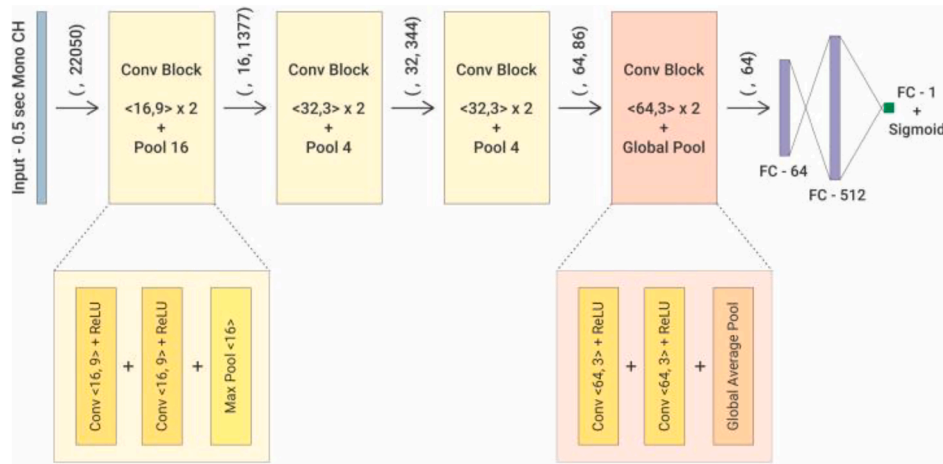 Input - 0.5 sec Mono CH
( , 22050)
Conv Block
<16,9> x 2
+
Pool 16
( , 16, 1377)
Conv Block
<32,3> x 2
+
Pool 4
( , 32, 344)
Conv Block
<32,3> x 2
+
Pool 4
( , 64, 86)
Conv Block
<64,3> x 2
+
Global Pool
( , 64)
FC - 64
FC - 512
FC - 1
+
Sigmoid
Conv <16, 9> + ReLU
+
Conv <16, 9> + ReLU
+
Max Pool <16>
Conv <64, 3> + ReLU
+
Conv <64, 3> + ReLU
+
Global Average Pool